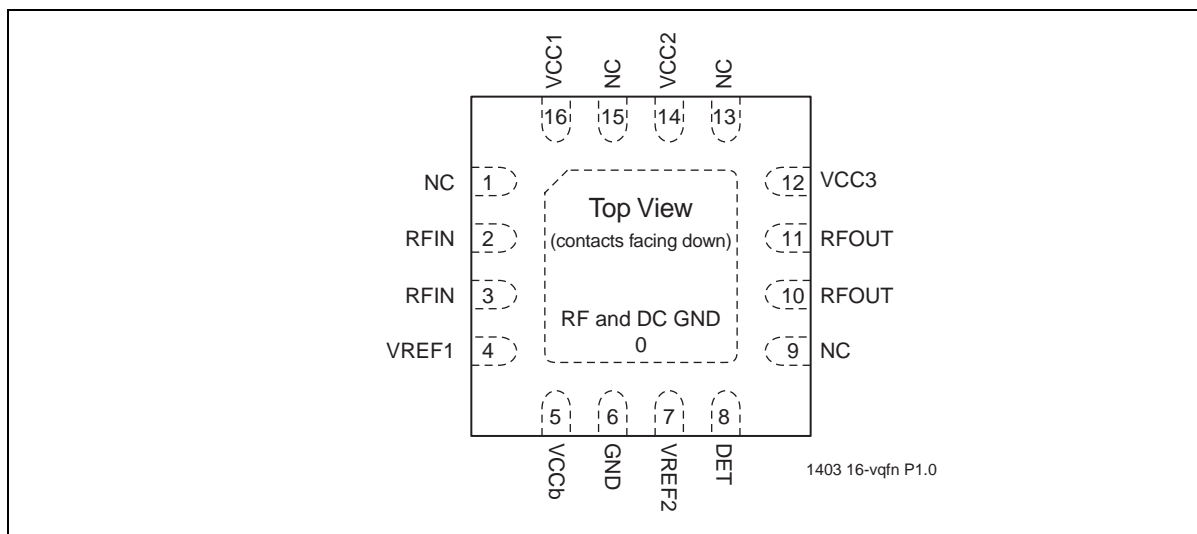 VCC1 NC VCC2 NC
16 15 14 13
NC 1
12 VCC3
Top View
RFIN 2
(contacts facing down)
11 RFOUT
RFIN 3
10 RFOUT
RF and DC GND
VREF1 4
0
9 NC
5 6 7 8
VCCb GND VREF2 DET
1403 16-vqfn P1.0